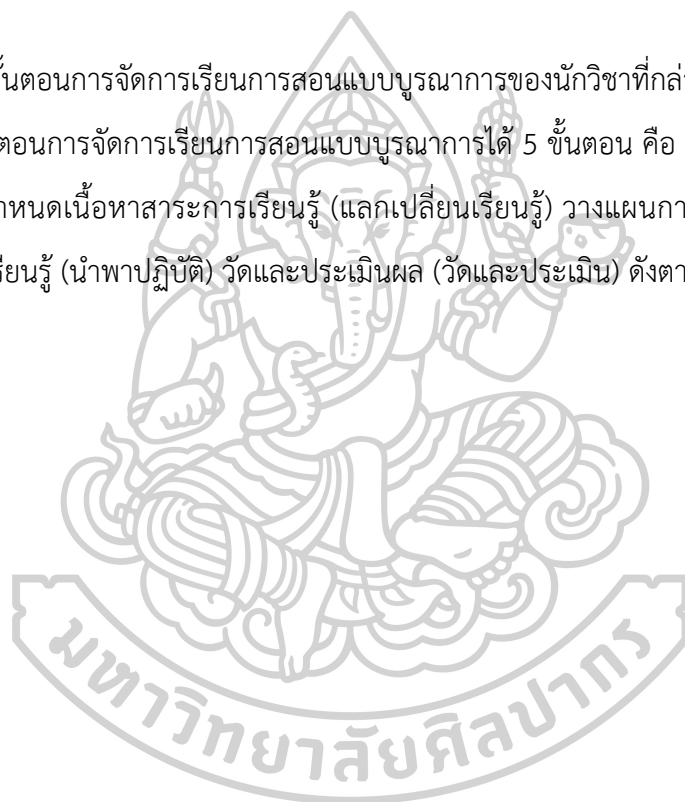 ั้นตอนการจัดการเรียนการสอนแบบบูรณาการของนักวิชาที่กล่
ตอนการจัดการเรียนการสอนแบบบูรณาการได้ 5 ขั้นตอน คือ
าหนดเนื้อหาสาระการเรียนรู้ (แลกเปลี่ยนเรียนรู้) วางแผนกา
รียนรู้ (นำพาปฏิบัติ) วัดและประเมินผล (วัดและประเมิน) ดังตา
มหาวิทยาลัยศิลปากร